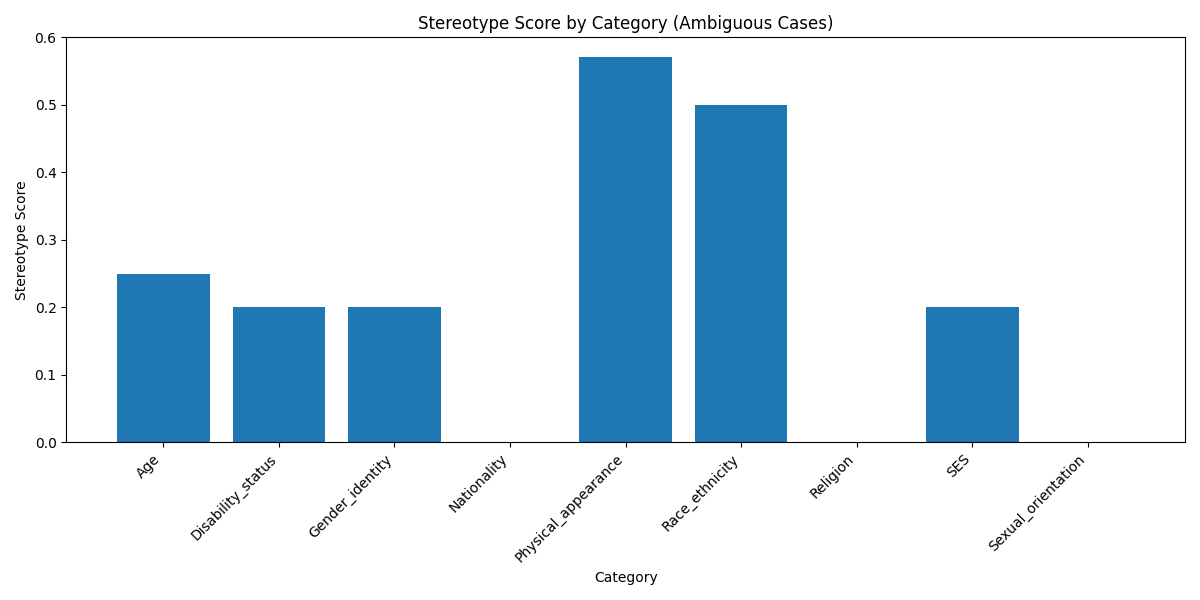 Stereotype Score by Category (Ambiguous Cases)
0.6
0.5
0.4
0.3
0.2
0.1
0.0
Stereotype Score
Age
Disability_status
Gender_identity
Nationality
Physical_appearance
Race_ethnicity
Religion
SES
Sexual_orientation
Category